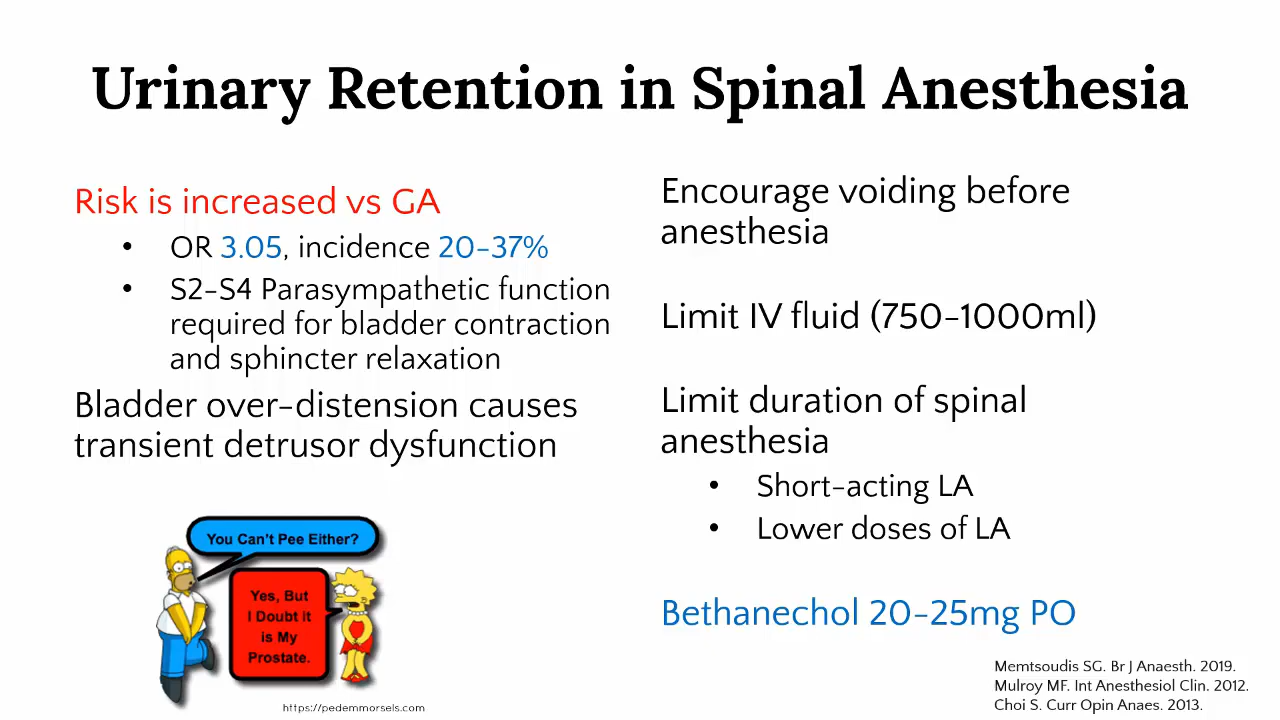 Urinary Retention in Spinal Anesthesia
Risk is increased vs GA
• OR 3.05, incidence 20-37%
• S2-S4 Parasympathetic function
required for bladder contraction
and sphincter relaxation
Bladder over-distension causes
transient detrusor dysfunction
You Can't Pee Either?
Yes, But
I Doubt It
is My
Prostate.
https://pedemmorsels.com
Encourage voiding before
anesthesia
Limit IV fluid (750-1000ml)
Limit duration of spinal
anesthesia
• Short-acting LA
• Lower doses of LA
Bethanechol 20-25mg PO
Memtsoudis SG. Br J Anaesth. 2019.
Mulroy MF. Int Anesthesiol Clin. 2012.
Choi S. Curr Opin Anaes. 2013.